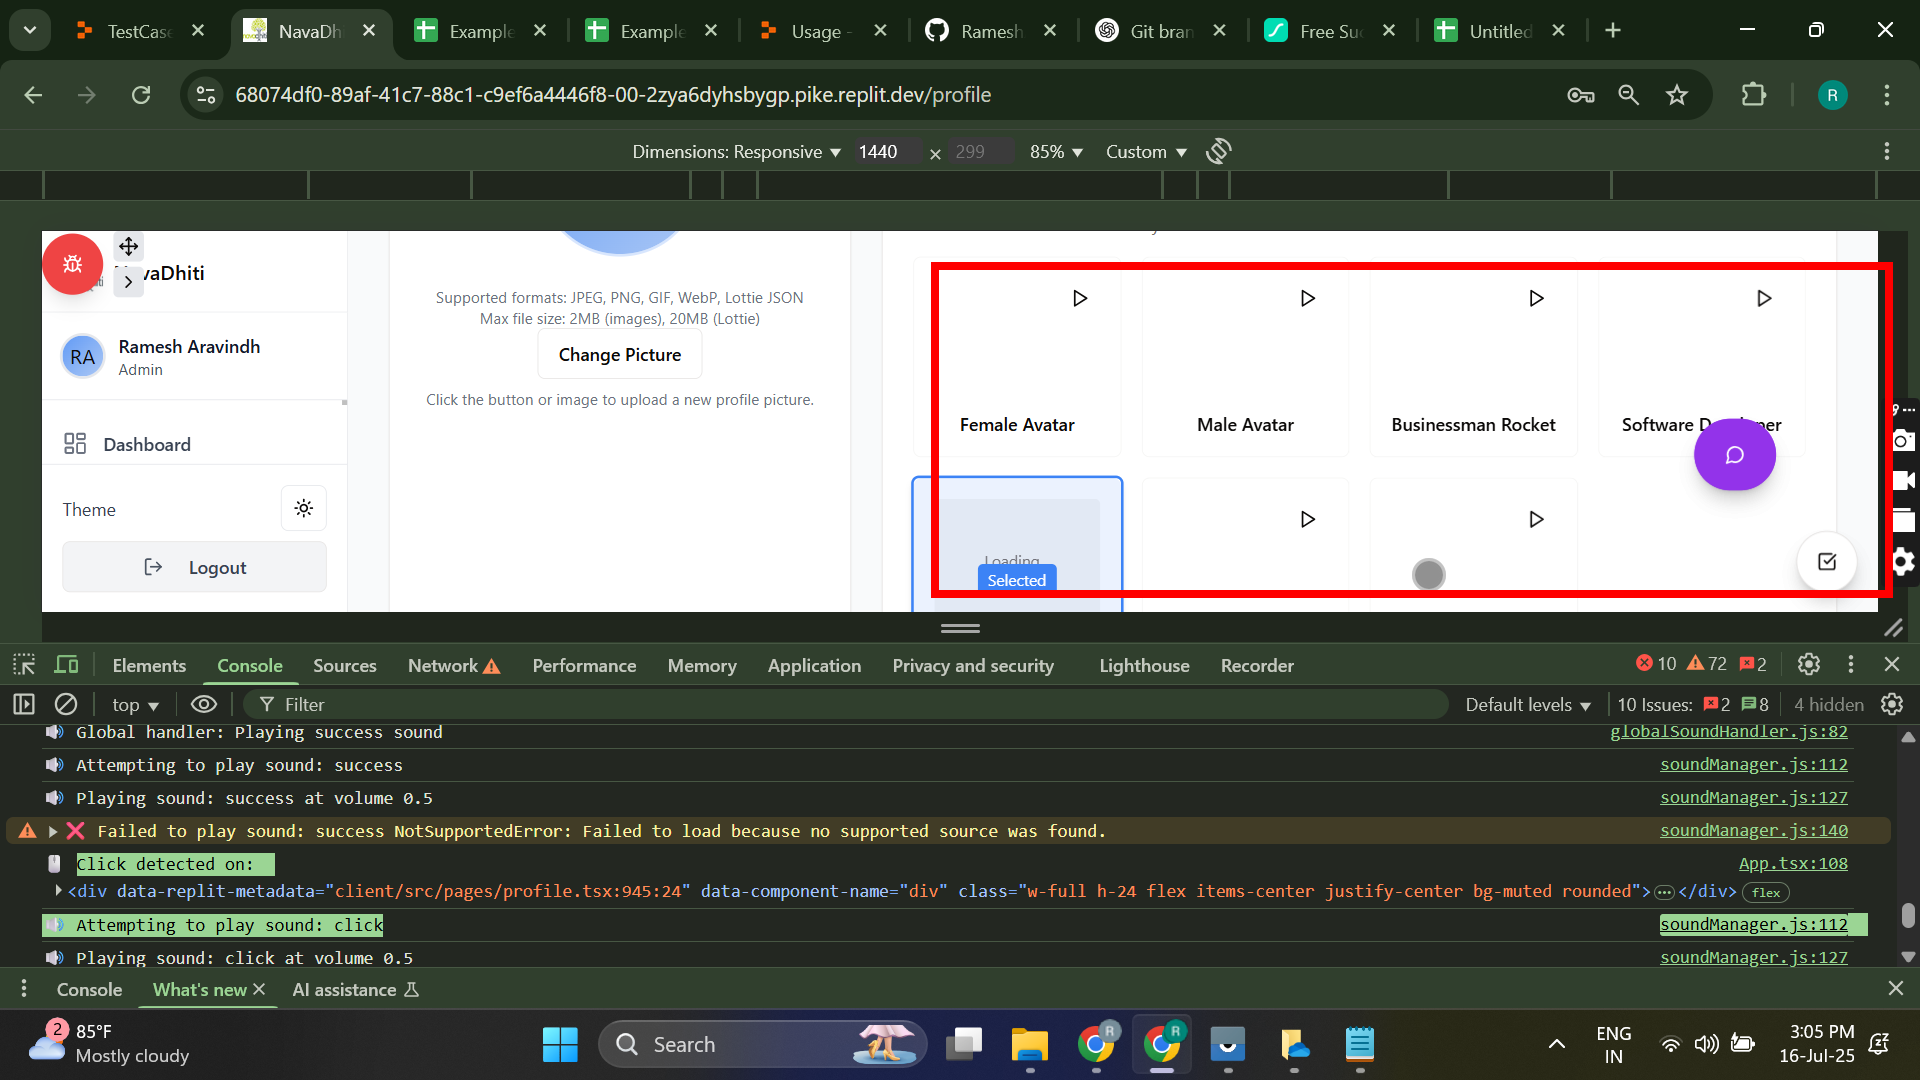 TestCase
NavaDh
Example
Example
Usage -
Ramesh
Git bran
Free Su
Untitled
68074df0-89af-41c7-88c1-c9ef6a4446f8-00-2zya6dyhsbygp.pike.replit.dev/profile
R
Dimensions: Responsive
1440
×
299
85%
Custom
vaDhiti
Ramesh Aravindh
Admin
RA
Dashboard
Theme
Logout
Supported formats: JPEG, PNG, GIF, WebP, Lottie JSON
Max file size: 2MB (images), 20MB (Lottie)
Change Picture
Click the button or image to upload a new profile picture.
Female Avatar
Male Avatar
Businessman Rocket
Software Developer
Loading
Selected
Elements
Console
Sources
Network
Performance
Memory
Application
Privacy and security
Lighthouse
Recorder
10
72
2
top
Filter
Default levels
10 Issues:
2
8
4 hidden
Global handler: Playing success sound globalSoundHandler.js:82
Attempting to play sound: success soundManager.js:112
Playing sound: success at volume 0.5 soundManager.js:127
Failed to play sound: success NotSupportedError: Failed to load because no supported source was found. soundManager.js:140
Click detected on: App.tsx:108
<div data-replit-metadata="client/src/pages/profile.tsx:945:24" data-component-name="div" class="w-full h-24 flex items-center justify-center bg-muted rounded">…</div> flex
Attempting to play sound: click soundManager.js:112
Playing sound: click at volume 0.5 soundManager.js:127
Console
What's new
AI assistance
2
85°F
Mostly cloudy
Search
R
R
ENG
IN
3:05 PM
16-Jul-25